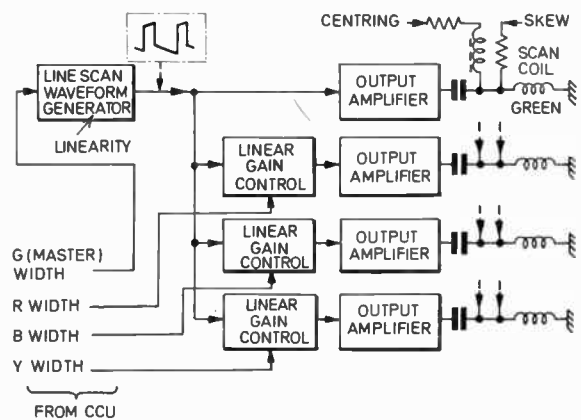 CENTRING
SKEW
SCAN
COIL
GREEN
LINE SCAN
WAVEFORM
GENERATOR
LINEARITY
OUTPUT
AMPLIFIER
LINEAR
GAIN
CONTROL
OUTPUT
AMPLIFIER
LINEAR
GAIN
CONTROL
OUTPUT
AMPLIFIER
LINEAR
GAIN
CONTROL
OUTPUT
AMPLIFIER
G (MASTER)
WIDTH
R WIDTH
B WIDTH
Y WIDTH
FROM CCU